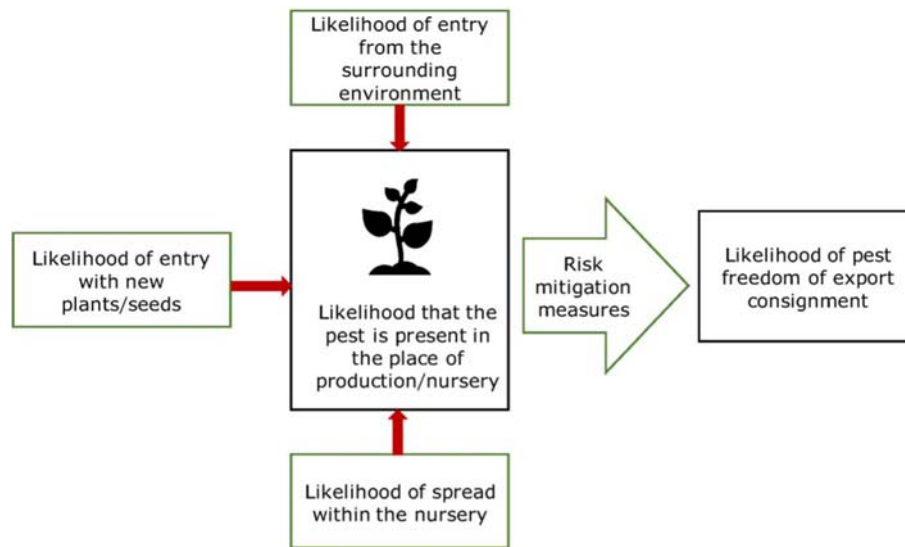 Likelihood of entry
from the
surrounding
environment
Likelihood of entry
with new
plants/seeds
Likelihood that the
pest is present in
the place of
production/nursery
Risk
mitigation
measures
Likelihood of pest
freedom of export
consignment
Likelihood of spread
within the nursery